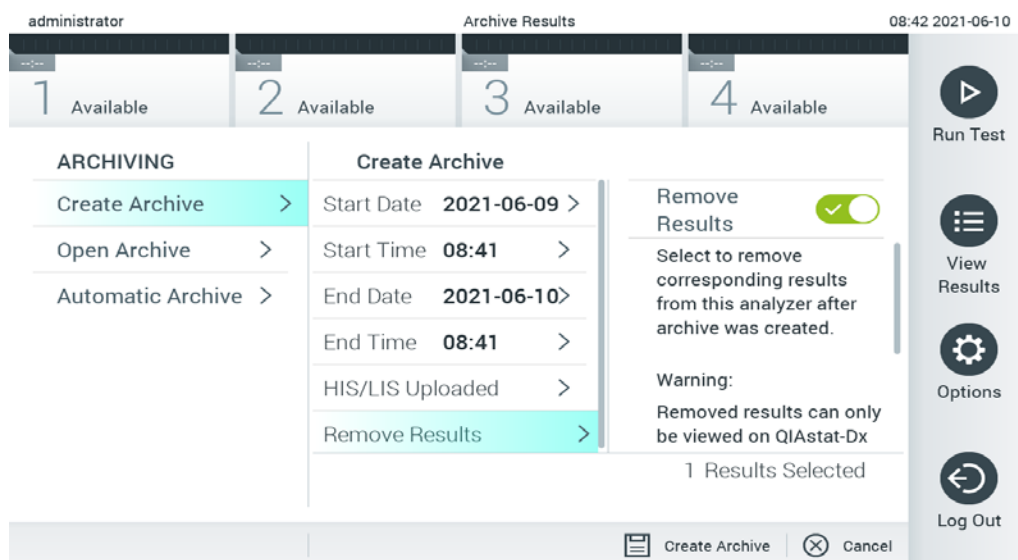 administrator
Archive Results
08:42 2021-06-10
--:--
1 Available
--:--
2 Available
--:--
3 Available
--:--
4 Available
Run Test
View
Results
Options
Log Out
ARCHIVING
Create Archive
Open Archive
Automatic Archive
Create Archive
Start Date 2021-06-09
Start Time 08:41
End Date 2021-06-10
End Time 08:41
HIS/LIS Uploaded
Remove Results
Remove
Results
Select to remove
corresponding results
from this analyzer after
archive was created.
Warning:
Removed results can only
be viewed on QIAstat-Dx
1 Results Selected
Create Archive
Cancel